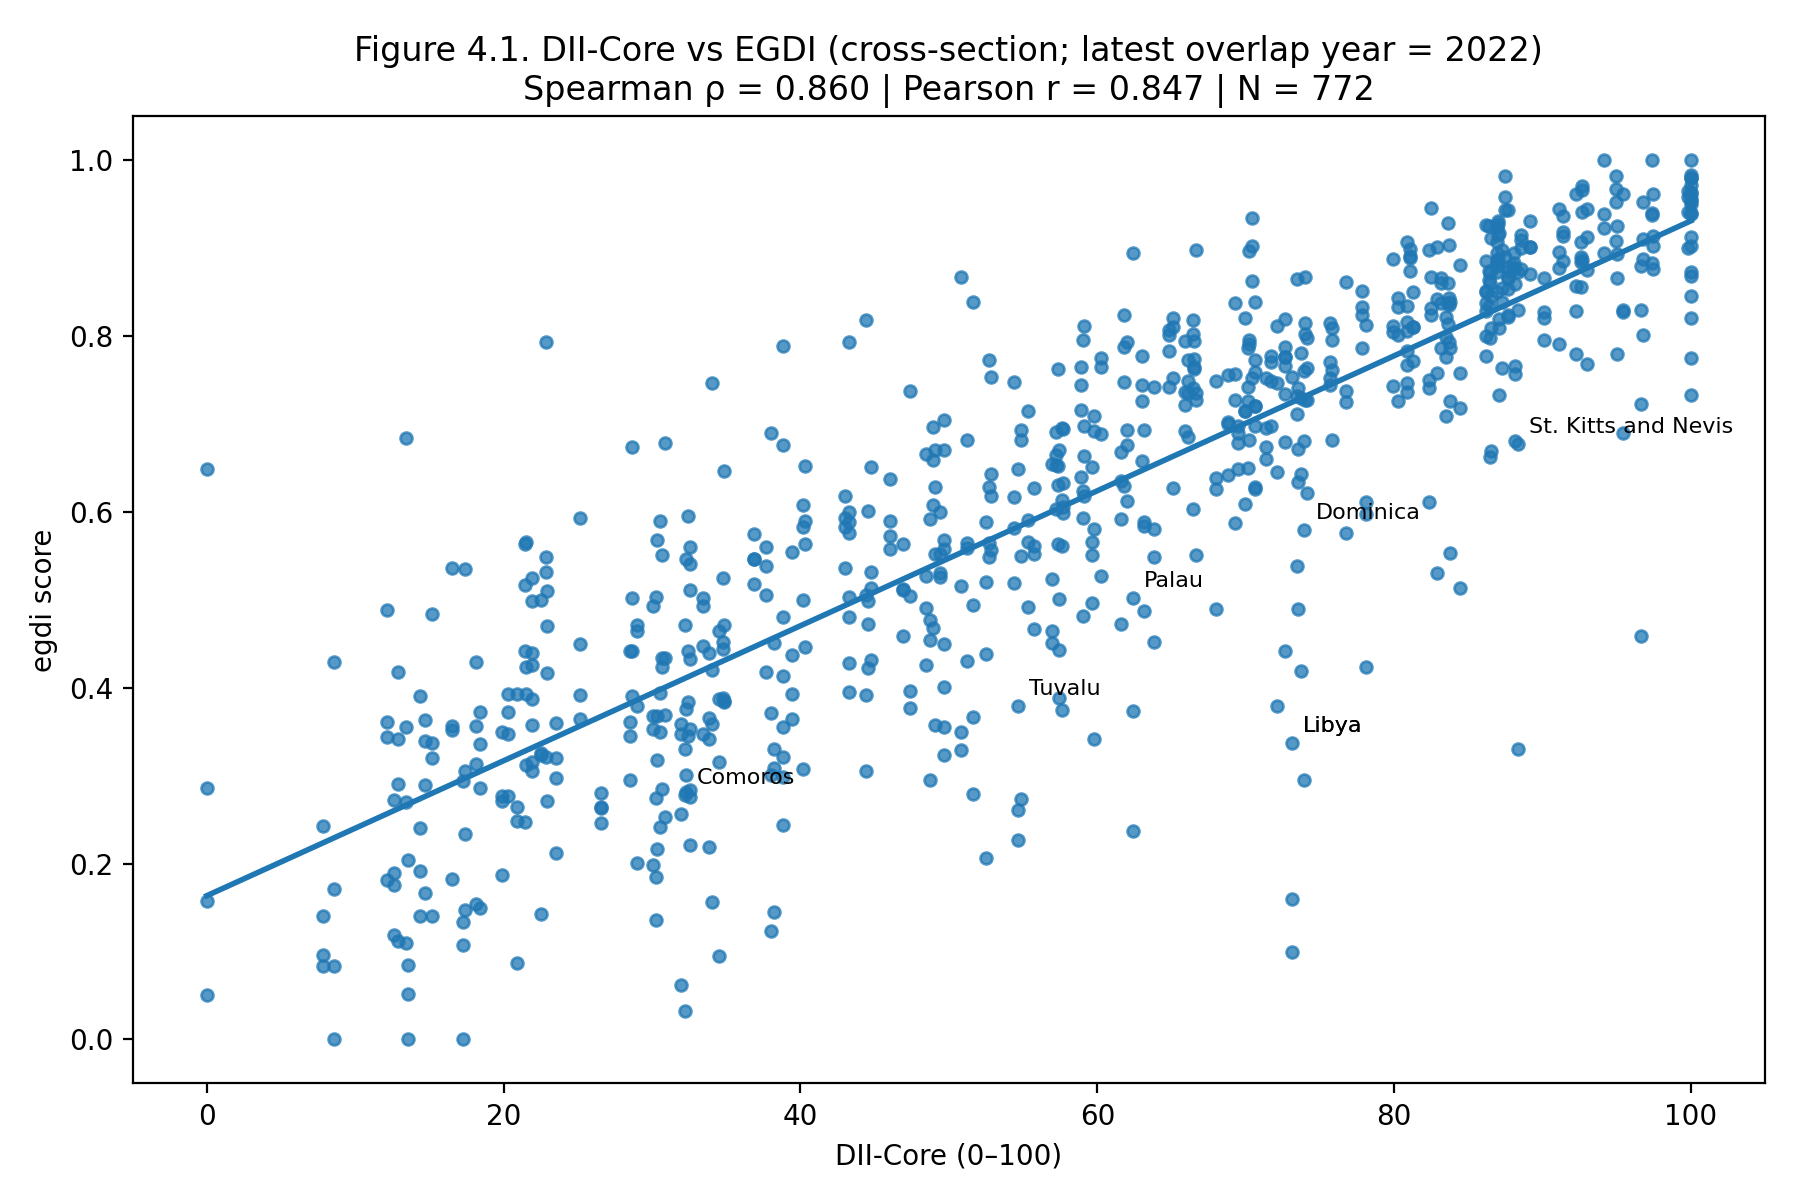 Figure 4.1. DII-Core vs EGDI (cross-section; latest overlap year = 2022)
Spearman ρ = 0.860 | Pearson r = 0.847 | N = 772
egdi score
1.0
0.8
0.6
0.4
0.2
0.0
St. Kitts and Nevis
Dominica
Palau
Tuvalu
Libya
Comoros
0 20 40 60 80 100
DII-Core (0–100)